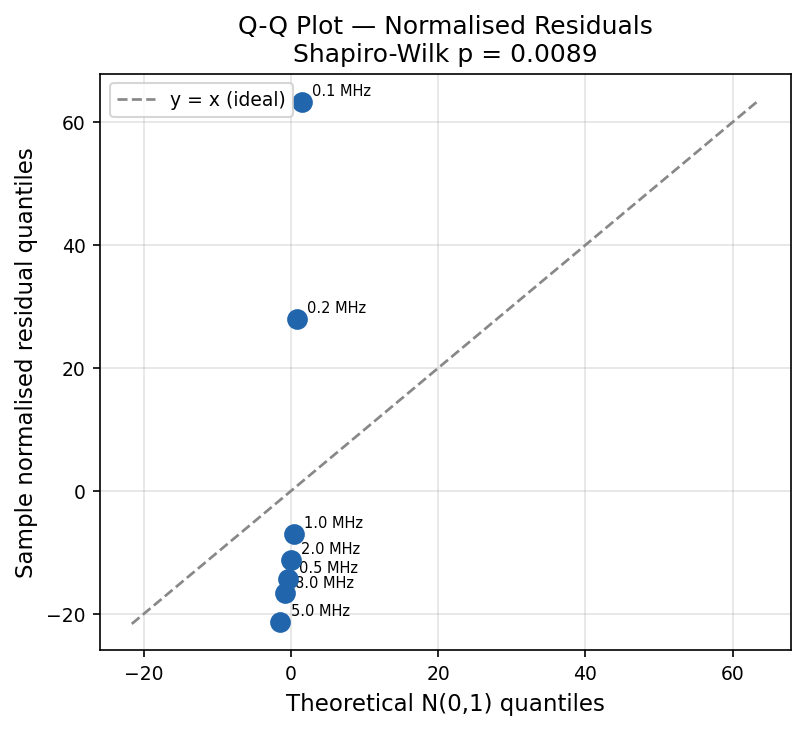 Q-Q Plot — Normalised Residuals
Shapiro-Wilk p = 0.0089
y = x (ideal)
0.1 MHz
60
40
0.2 MHz
20
0
1.0 MHz
2.0 MHz
0.5 MHz
3.0 MHz
5.0 MHz
−20
−20
0
20
40
60
Sample normalised residual quantiles
Theoretical N(0,1) quantiles